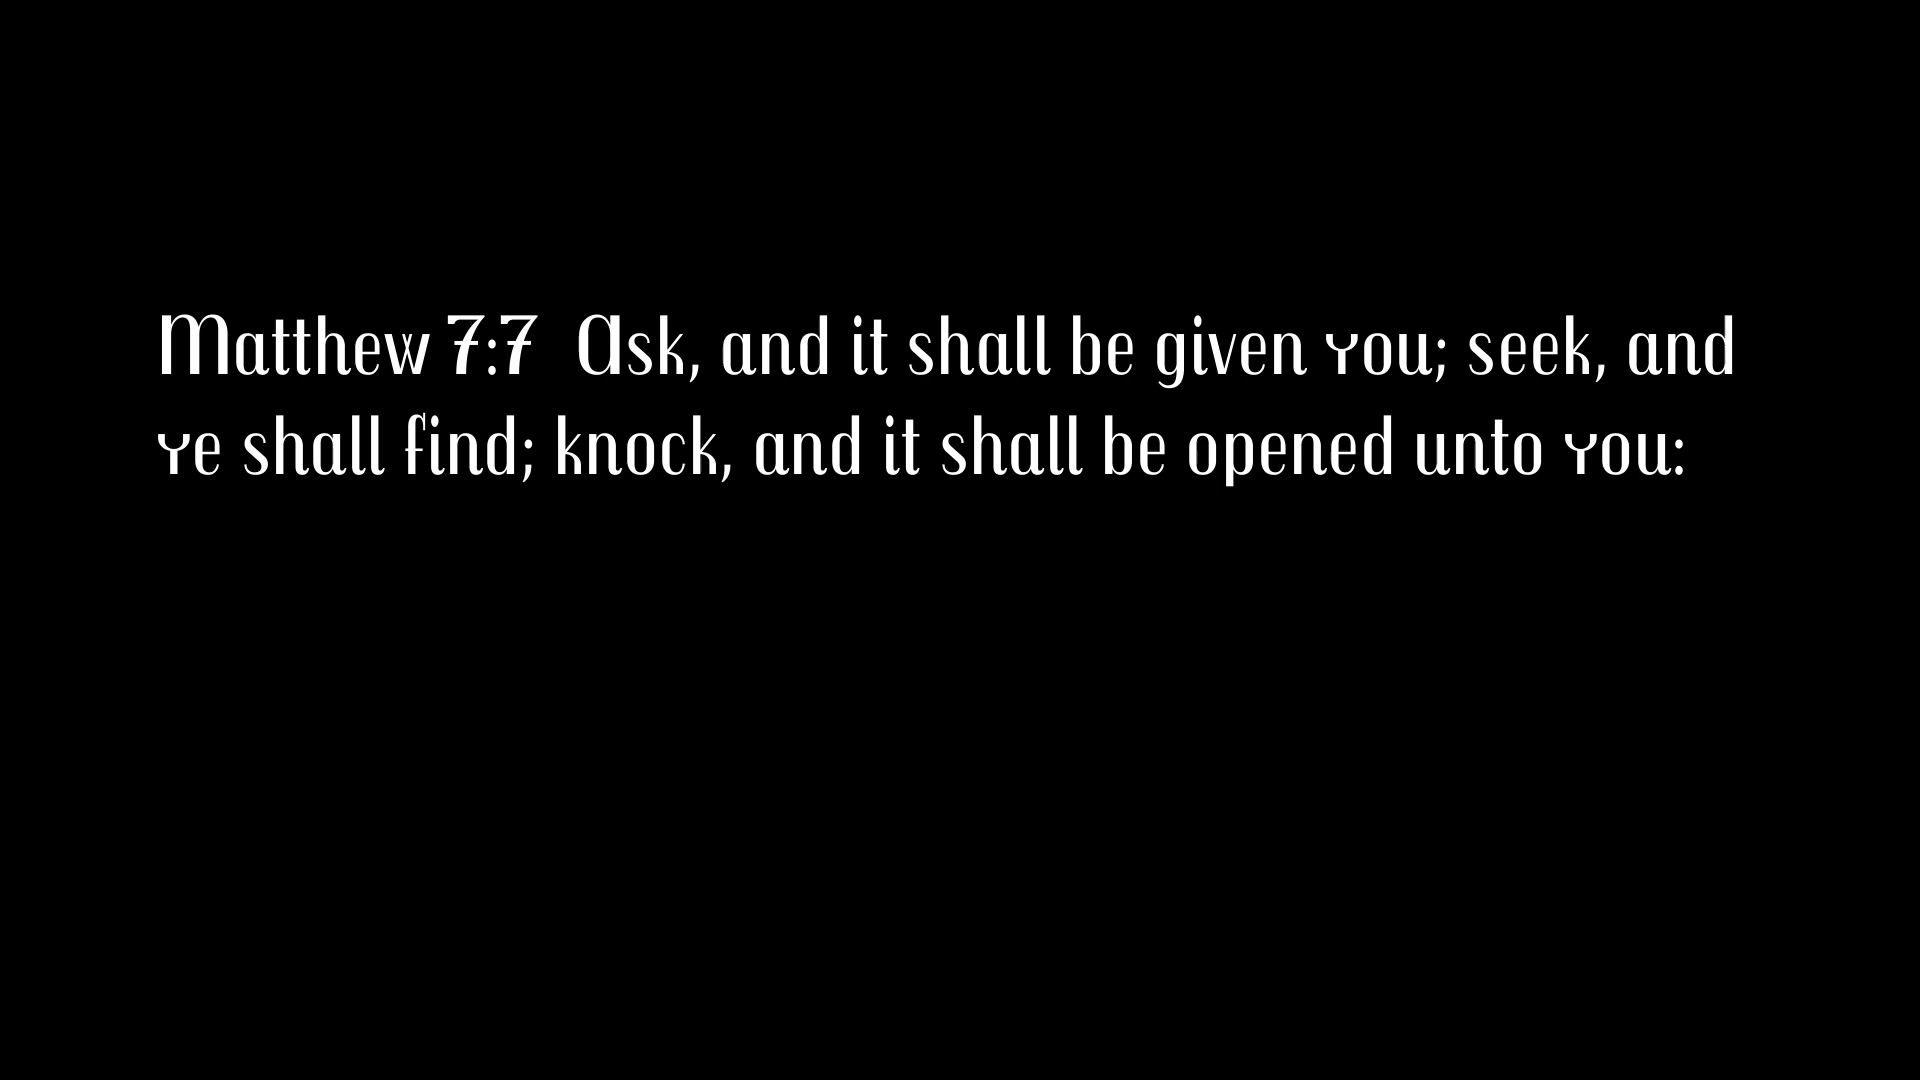 Matthew 7:7  Ask, and it shall be given you; seek, and
ye shall find; knock, and it shall be opened unto you: